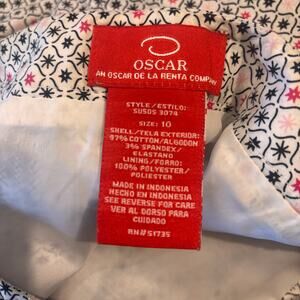 OSCAR
AN OSCAR DE LA RENTA COMPANY
STYLE/ESTILO:
SUSOS 3074
SIZE: 10
SHELL/TELA EXTERIOR:
97% COTTON/ALGODON
3% SPANDEX/
ELASTANO
LINING/FORRO:
100% POLYESTER/
POLIESTER
MADE IN INDONESIA
HECHO EN INDONESIA
SEE REVERSE FOR CARE
VER AL DORSO PARA
CUIDADO
RN#51735